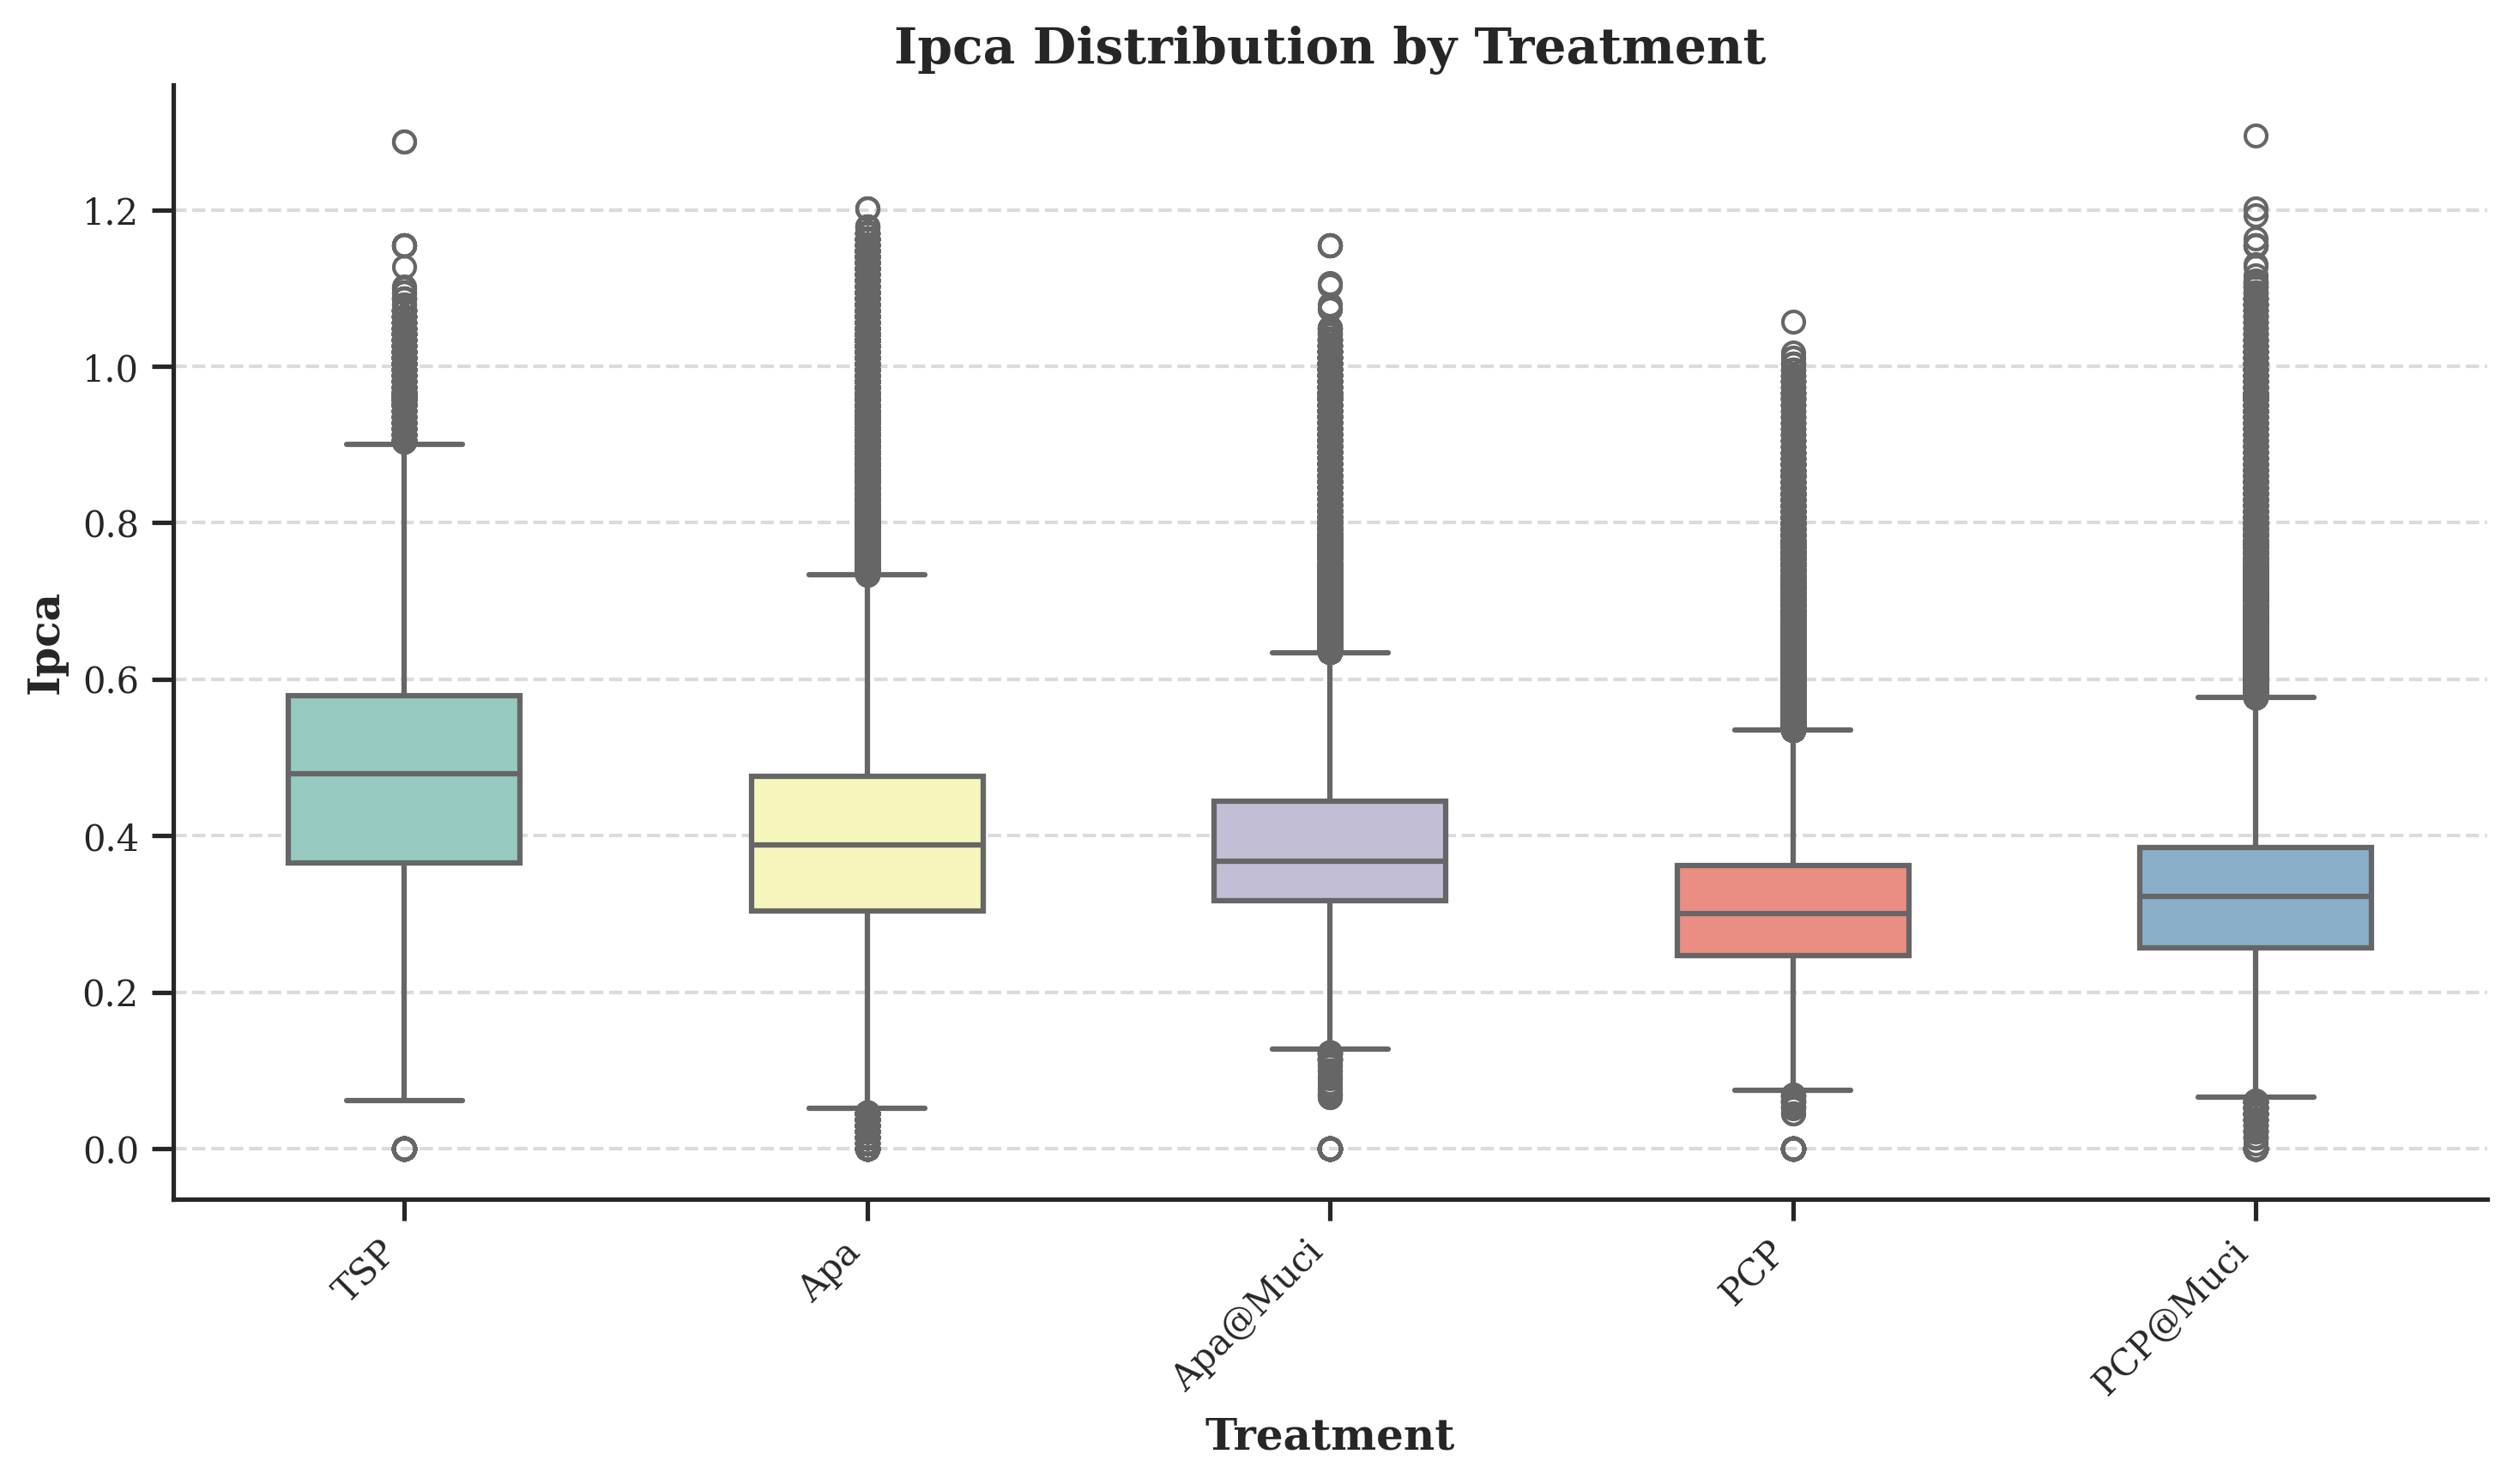 Ipca Distribution by Treatment
Ipca
1.2
1.0
0.8
0.6
0.4
0.2
0.0
TSP
Apa
Apa@Muci
PCP
PCP@Muci
Treatment